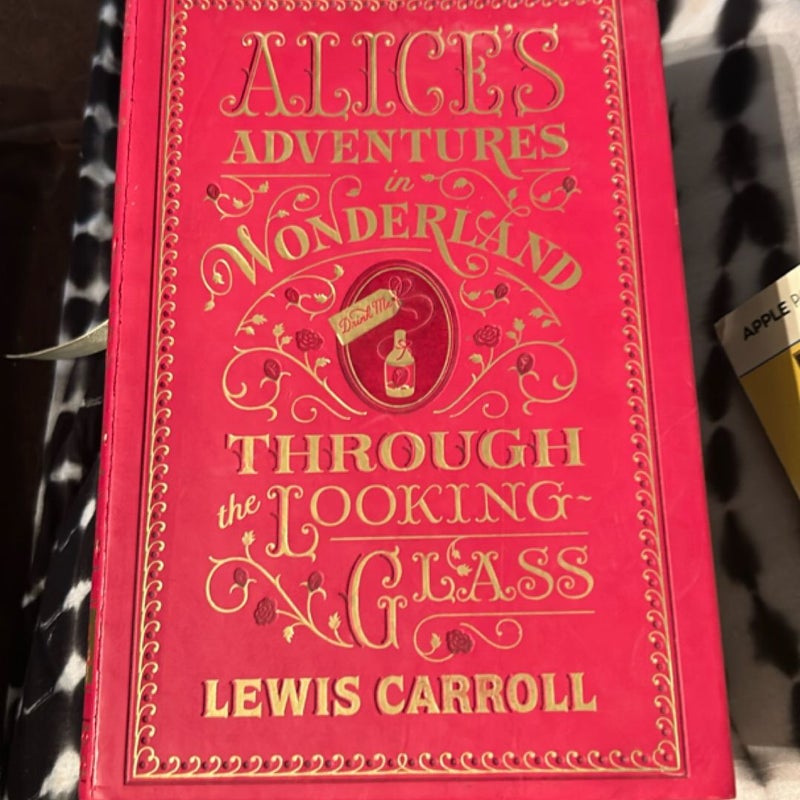 ALICE'S
ADVENTURES
in
WONDERLAND
Drink Me
THROUGH
the LOOKING-
GLASS
LEWIS CARROLL
APPLE